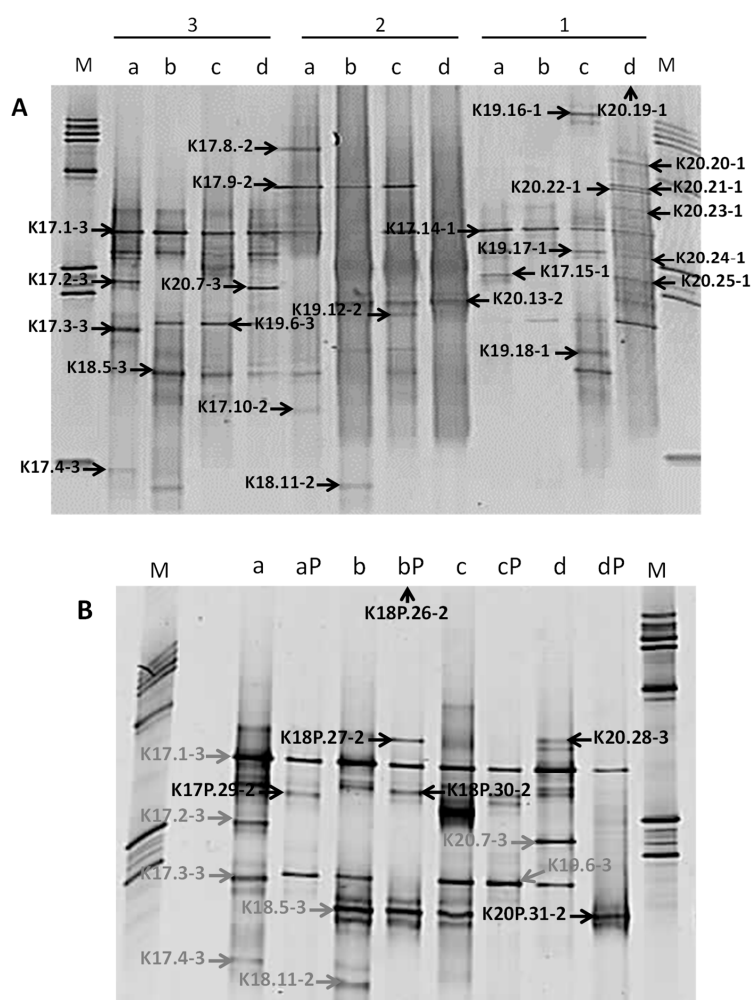 3 2 1
M a b c d a b c d a b c d M
A
K19.16-1 K20.19-1
K17.8.-2
K20.20-1
K17.9-2 K20.22-1 K20.21-1
K20.23-1
K17.1-3 K17.14-1
K19.17-1 K20.24-1
K17.2-3 K20.7-3 K17.15-1 K20.25-1
K19.12-2 K20.13-2
K17.3-3 K19.6-3
K19.18-1
K18.5-3
K17.10-2
K17.4-3
K18.11-2
M a aP b bP c cP d dP M
B
K18P.26-2
K18P.27-2 K20.28-3
K17.1-3
K17P.29-2 K18P.30-2
K17.2-3
K20.7-3
K17.3-3 K19.6-3
K18.5-3 K20P.31-2
K17.4-3
K18.11-2